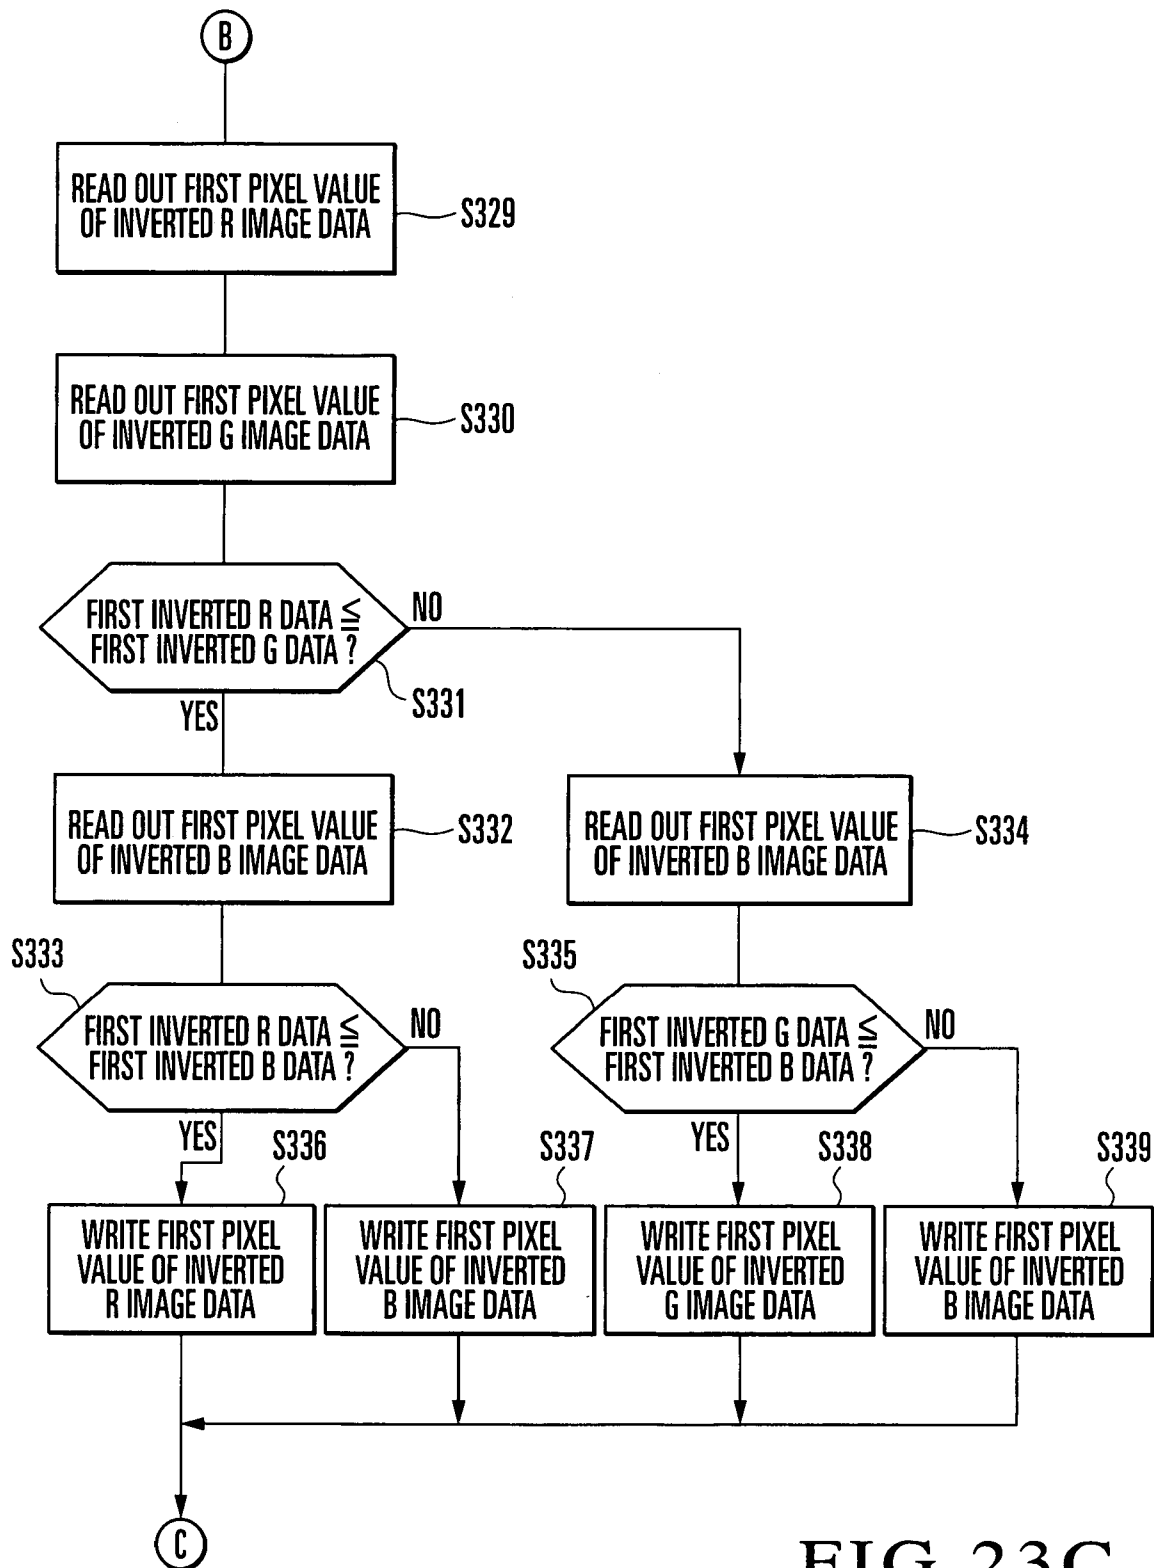 B
READ OUT FIRST PIXEL VALUE
OF INVERTED R IMAGE DATA
S329
READ OUT FIRST PIXEL VALUE
OF INVERTED G IMAGE DATA
S330
FIRST INVERTED R DATA ≦
FIRST INVERTED G DATA ?
NO
S331
YES
READ OUT FIRST PIXEL VALUE
OF INVERTED B IMAGE DATA
S332
READ OUT FIRST PIXEL VALUE
OF INVERTED B IMAGE DATA
S334
S333
FIRST INVERTED R DATA ≦
FIRST INVERTED B DATA ?
NO
YES
S335
FIRST INVERTED G DATA ≦
FIRST INVERTED B DATA ?
NO
YES
S336
WRITE FIRST PIXEL
VALUE OF INVERTED
R IMAGE DATA
S337
WRITE FIRST PIXEL
VALUE OF INVERTED
B IMAGE DATA
S338
WRITE FIRST PIXEL
VALUE OF INVERTED
G IMAGE DATA
S339
WRITE FIRST PIXEL
VALUE OF INVERTED
B IMAGE DATA
C
FIG. 23C